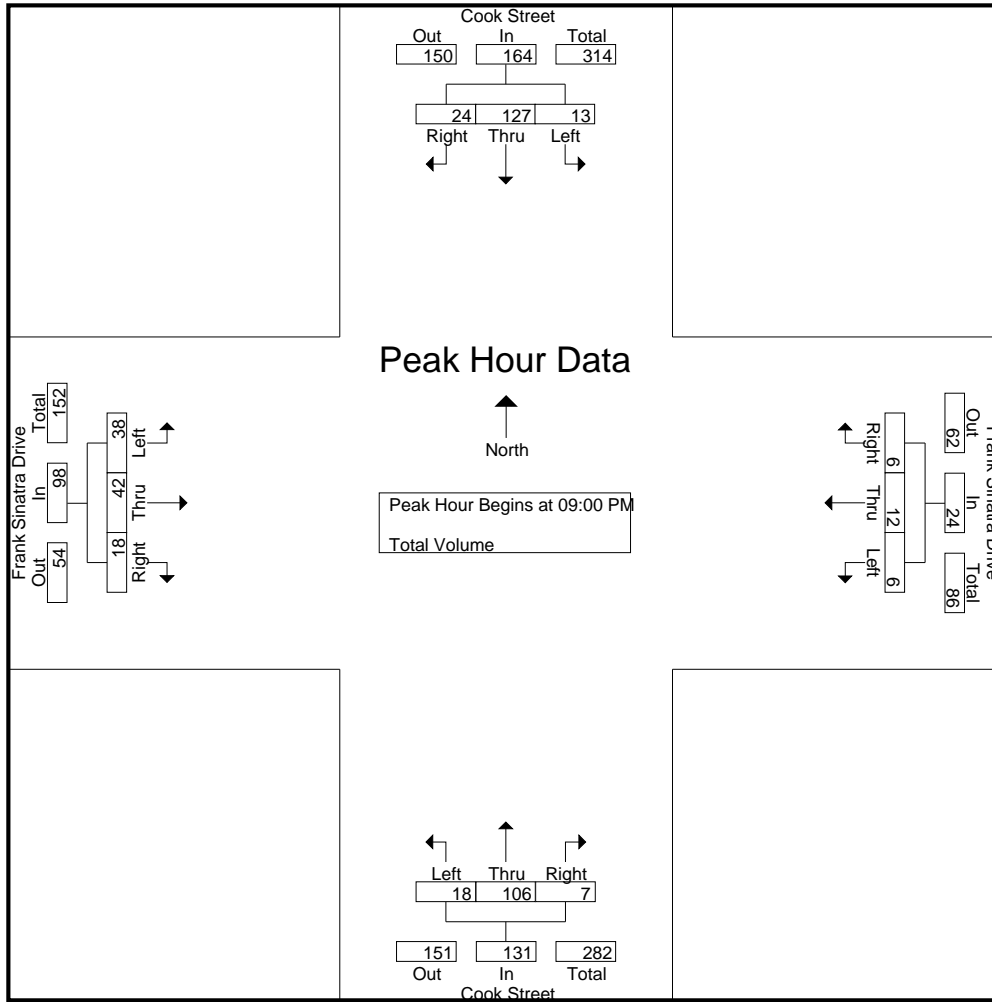 Cook Street
Out In Total
150 164 314
24 127 13
Right Thru Left
Peak Hour Data
North
Peak Hour Begins at 09:00 PM
Total Volume
Frank Sinatra Drive
Out In Total
54 98 152
18 42 38
Right Thru Left
Frank Sinatra Drive
Out In Total
62 24 86
6 12 6
Right Thru Left
Left Thru Right
18 106 7
151 131 282
Out In Total
Cook Street